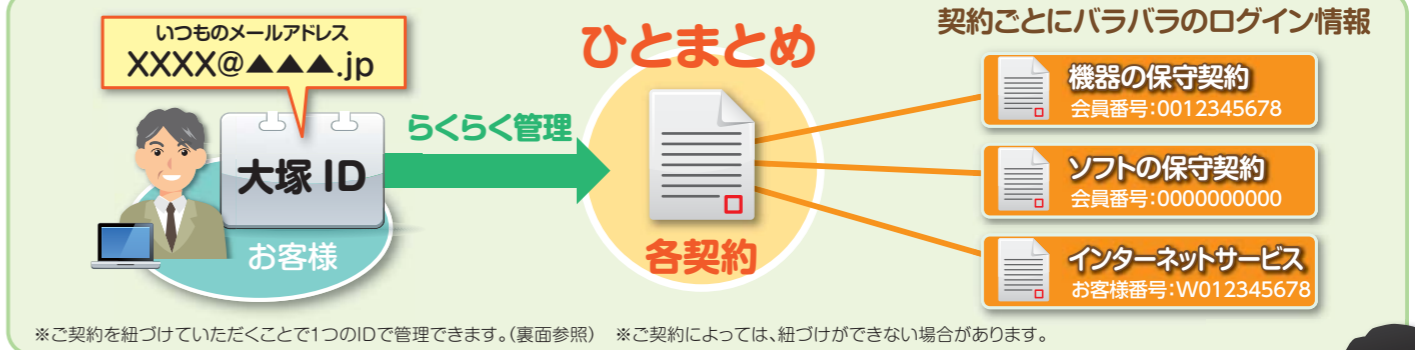 いつものメールアドレス
XXXX@▲▲▲.jp
大塚 ID
お客様
らくらく管理
ひとまとめ
各契約
契約ごとにバラバラのログイン情報
機器の保守契約
会員番号:0012345678
ソフトの保守契約
会員番号:0000000000
インターネットサービス
お客様番号:W012345678
※ご契約を紐づけていただくことで1つのIDで管理できます。(裏面参照) ※ご契約によっては、紐づけができない場合があります。